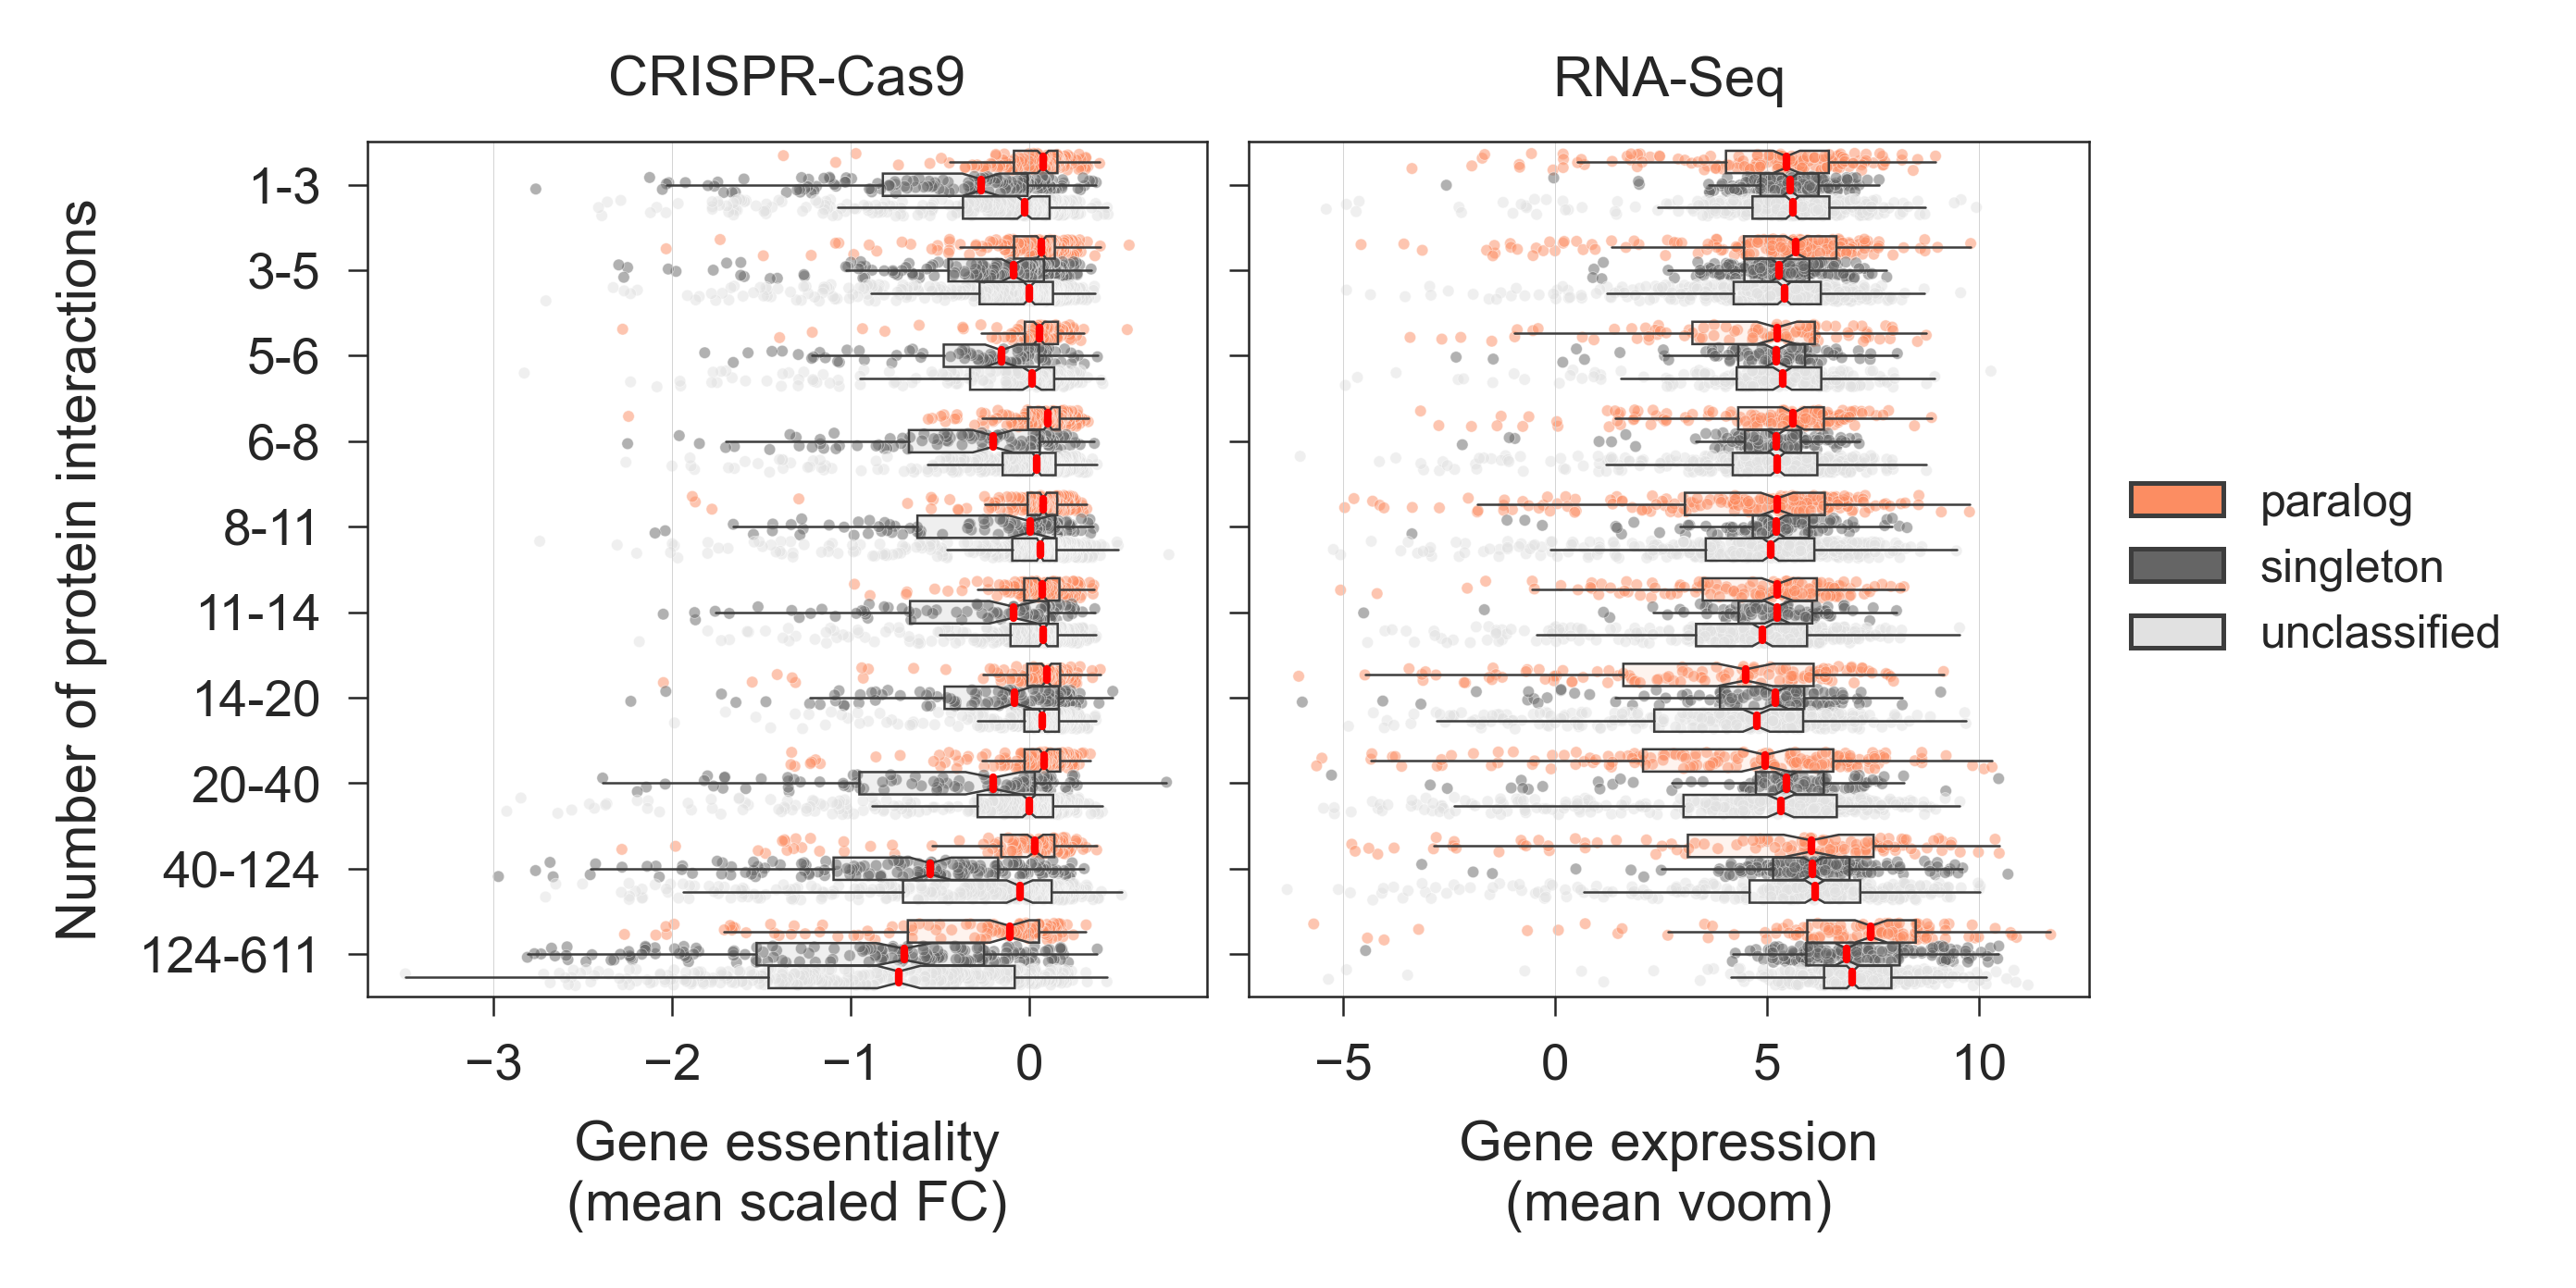 CRISPR-Cas9
RNA-Seq
Number of protein interactions
1-3
3-5
5-6
6-8
8-11
11-14
14-20
20-40
40-124
124-611
−3 −2 −1 0
−5 0 5 10
Gene essentiality
(mean scaled FC)
Gene expression
(mean voom)
paralog
singleton
unclassified